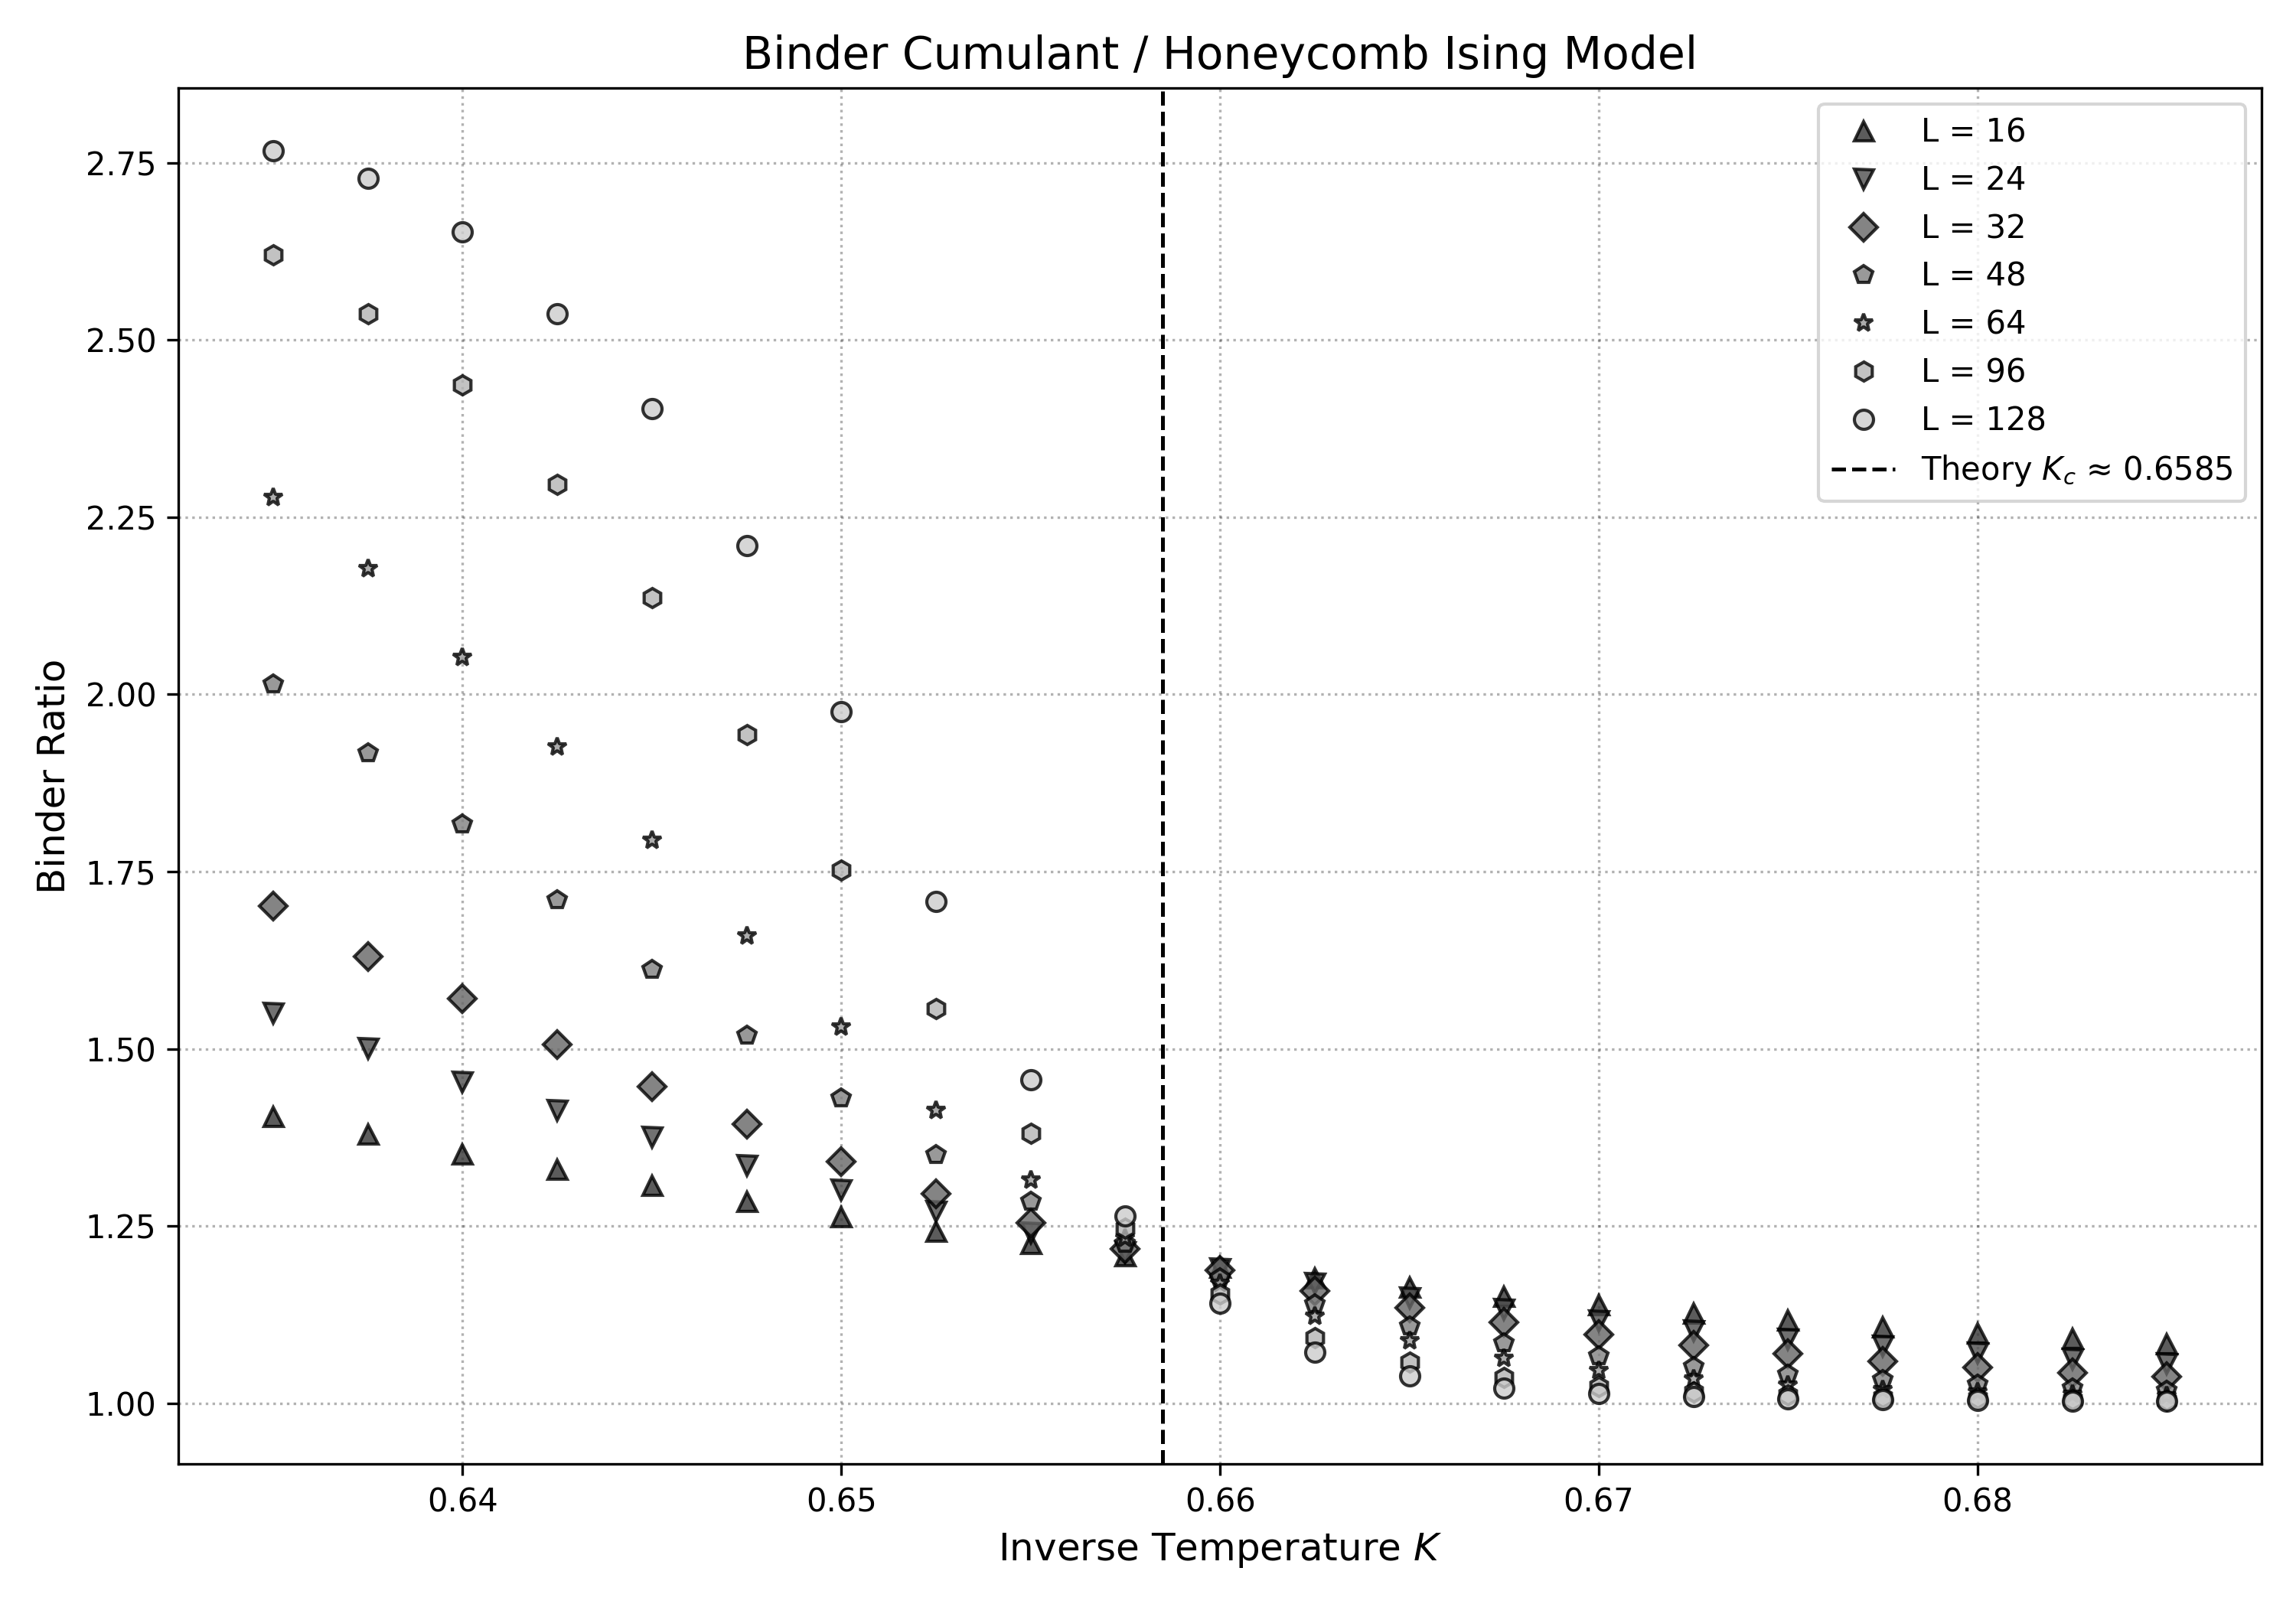 Binder Cumulant / Honeycomb Ising Model
Binder Ratio
2.75
2.50
2.25
2.00
1.75
1.50
1.25
1.00
L = 16
L = 24
L = 32
L = 48
L = 64
L = 96
L = 128
Theory K_c ≈ 0.6585
0.64 0.65 0.66 0.67 0.68
Inverse Temperature K